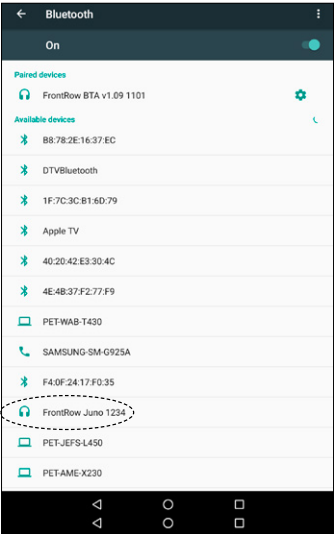 Bluetooth
On
Paired devices
FrontRow BTA v1.09 1101
Available devices
B8:78:2E:16:37:EC
DTVBluetooth
1F:7C:3C:B1:6D:79
Apple TV
40:20:42:E3:30:4C
4E:4B:37:F2:77:F9
PET-WAB-T430
SAMSUNG-SM-G925A
F4:0F:24:17:F0:35
FrontRow Juno 1234
PET-JEFS-L450
PET-AME-X230